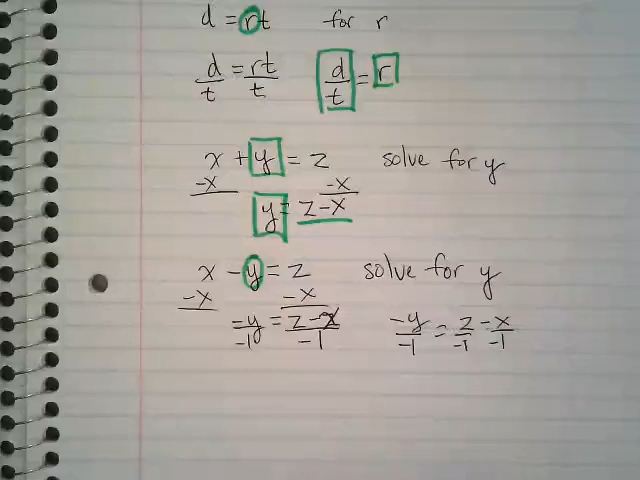 d = rt for r
d/t = rt/t d/t = r
x + y = z solve for y
-x -x
y = z - x
x - y = z solve for y
-x -x
-y/-1 = z - x/-1 -y/-1 = z/-1 - x/-1